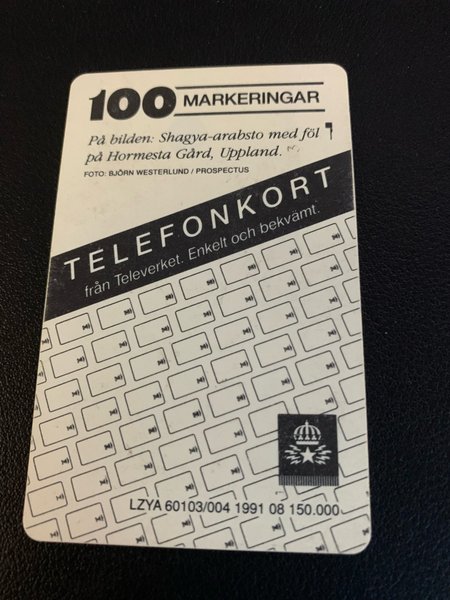 100 MARKERINGAR
På bilden: Shagya-arabsto med föl
på Hormesta Gård, Uppland.
FOTO: BJÖRN WESTERLUND / PROSPECTUS
TELEFONKORT
från Televerket. Enkelt och bekvämt.
LZYA 60103/004 1991 08 150.000